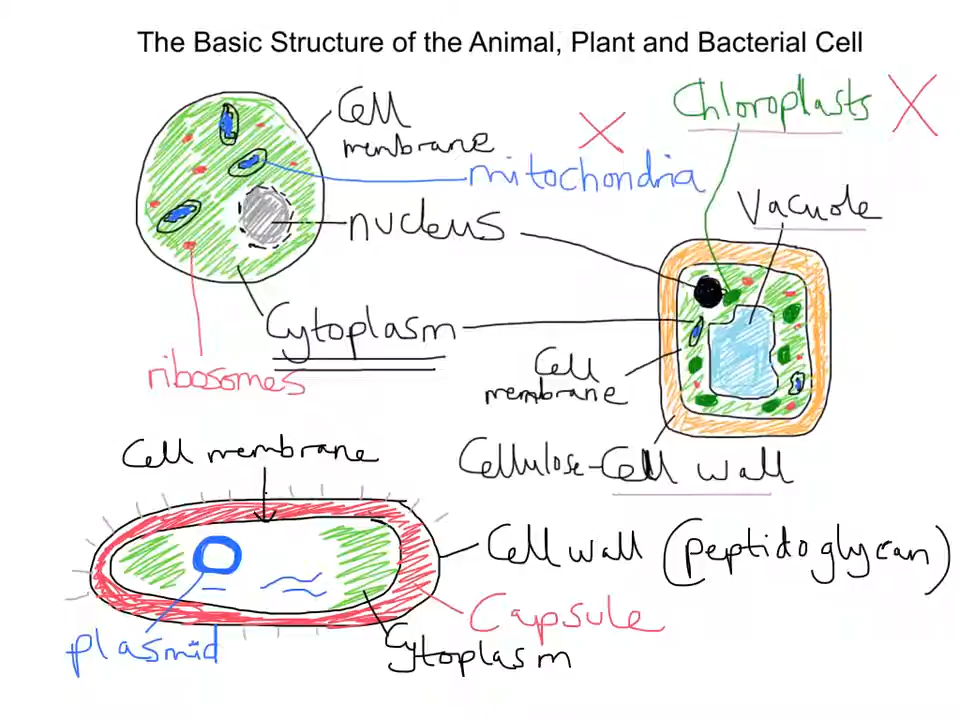 The Basic Structure of the Animal, Plant and Bacterial Cell
Cell
membrane
Chloroplasts
mitochondria
Vacuole
nucleus
Cytoplasm
ribosomes
Cell
membrane
Cell membrane
Cellulose-Cell wall
Cell wall (peptidoglycan)
Capsule
plasmid
Cytoplasm